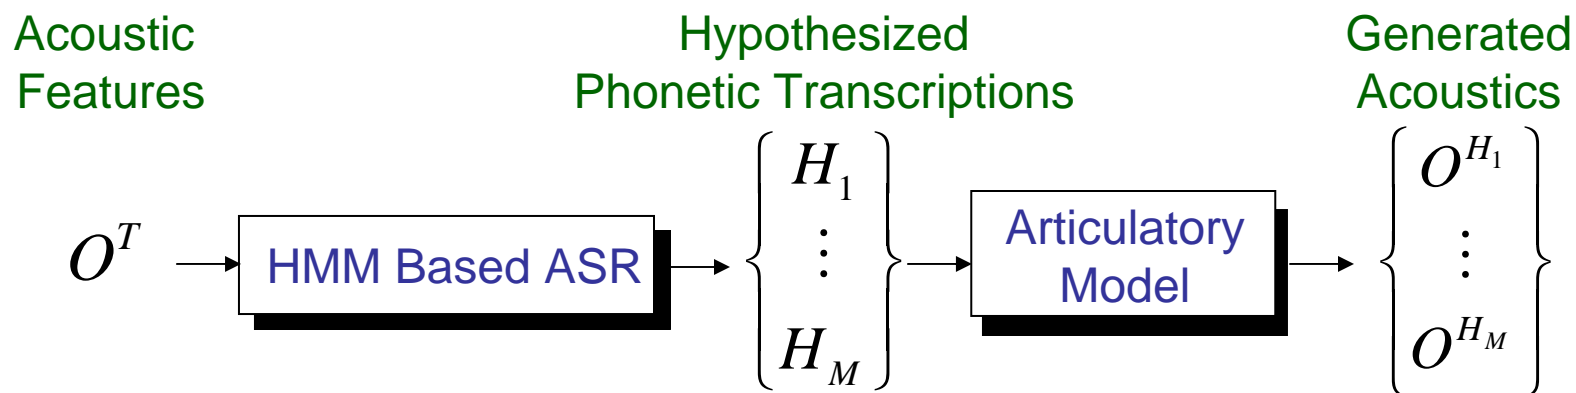 Acoustic
Features
Hypothesized
Phonetic Transcriptions
Generated
Acoustics
O^T
HMM Based ASR
H_1
⋮
H_M
Articulatory
Model
O^{H_1}
⋮
O^{H_M}